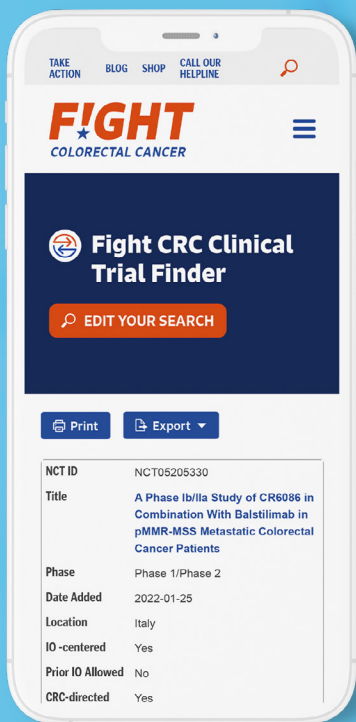 TAKE ACTION BLOG SHOP CALL OUR HELPLINE
F!GHT
COLORECTAL CANCER
Fight CRC Clinical
Trial Finder
EDIT YOUR SEARCH
Print Export
NCT ID NCT05205330
Title A Phase Ib/IIa Study of CR6086 in
Combination With Balstilimab in
pMMR-MSS Metastatic Colorectal
Cancer Patients
Phase Phase 1/Phase 2
Date Added 2022-01-25
Location Italy
IO -centered Yes
Prior IO Allowed No
CRC-directed Yes